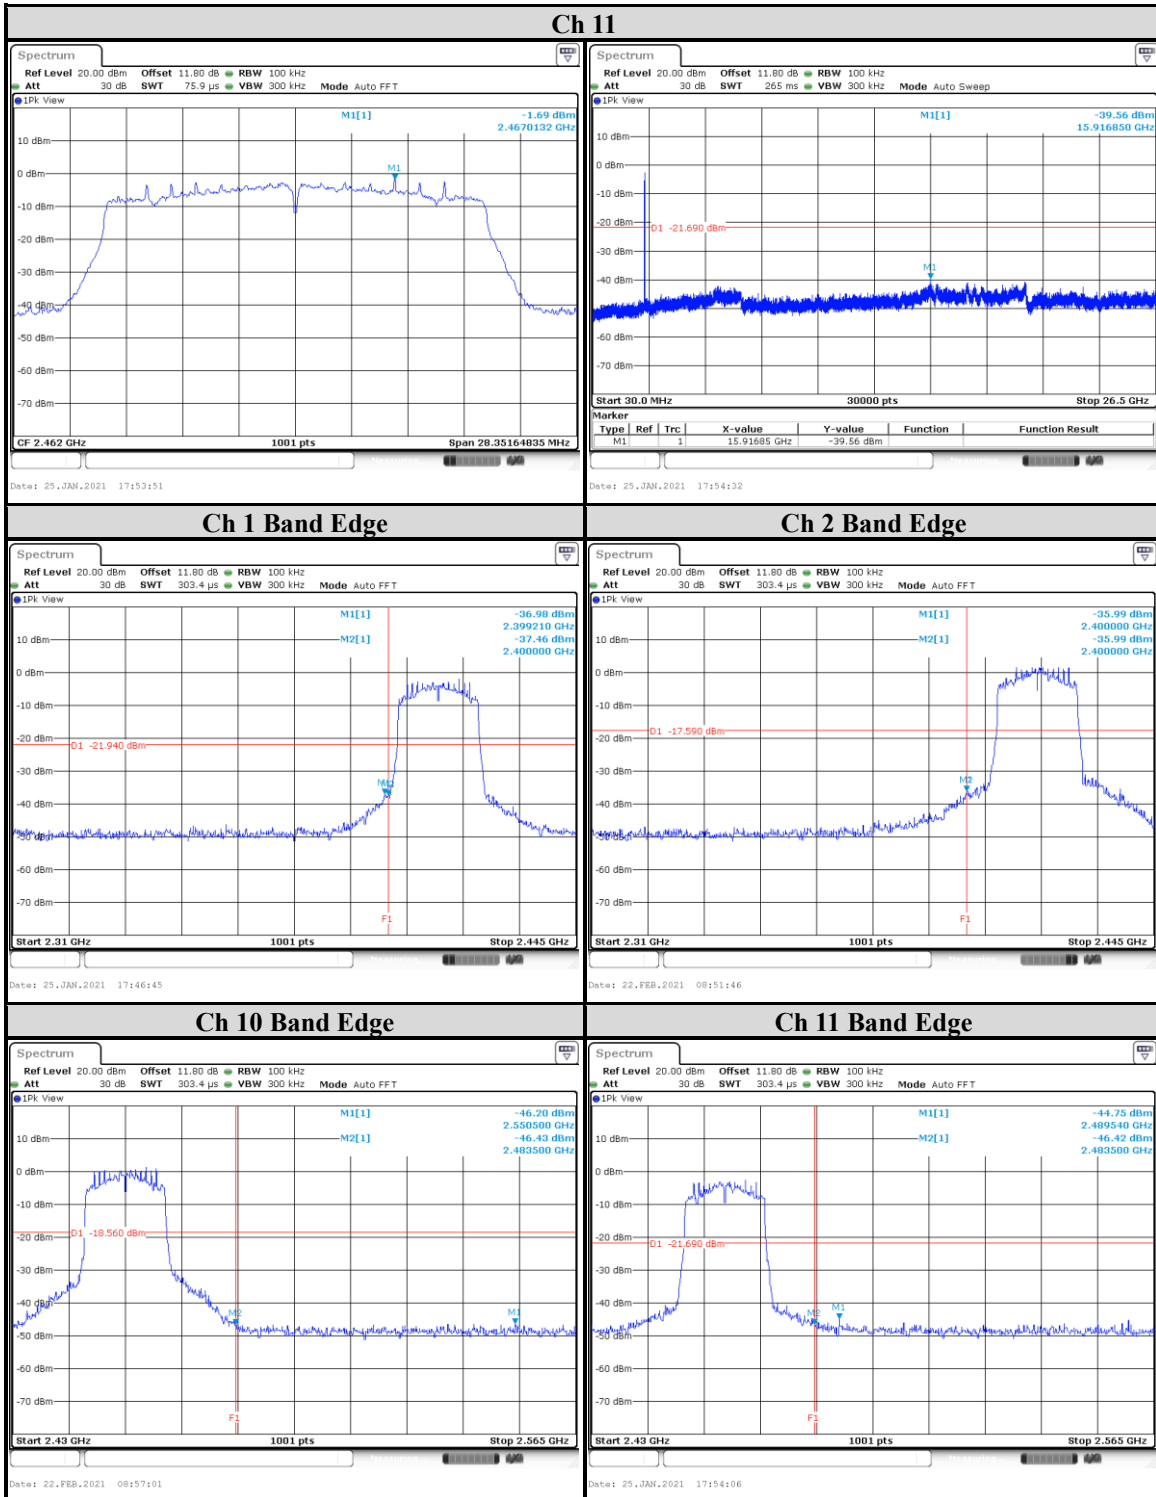 Ch 11
Spectrum
Ref Level 20.00 dBm Offset 11.80 dB RBW 100 kHz
Att 30 dB SWT 75.9 µs VBW 300 kHz Mode Auto FFT
1Pk View
M1[1] -1.69 dBm
2.4670132 GHz
10 dBm
0 dBm
M1
-10 dBm
-20 dBm
-30 dBm
-40 dBm
-50 dBm
-60 dBm
-70 dBm
CF 2.462 GHz 1001 pts Span 28.35164835 MHz
Date: 25.JAN.2021 17:53:51
Spectrum
Ref Level 20.00 dBm Offset 11.80 dB RBW 100 kHz
Att 30 dB SWT 265 ms VBW 300 kHz Mode Auto Sweep
1Pk View
M1[1] -39.56 dBm
15.916850 GHz
10 dBm
0 dBm
-10 dBm
-20 dBm
D1 -21.690 dBm
-30 dBm
M1
-40 dBm
-50 dBm
-60 dBm
-70 dBm
Start 30.0 MHz 30000 pts Stop 26.5 GHz
Marker
Type Ref Trc X-value Y-value Function Function Result
M1 1 15.91685 GHz -39.56 dBm
Date: 25.JAN.2021 17:54:32
Ch 1 Band Edge
Spectrum
Ref Level 20.00 dBm Offset 11.80 dB RBW 100 kHz
Att 30 dB SWT 303.4 µs VBW 300 kHz Mode Auto FFT
1Pk View
M1[1] -36.98 dBm
2.399210 GHz
10 dBm
M2[1] -37.46 dBm
2.400000 GHz
0 dBm
-10 dBm
-20 dBm
D1 -21.940 dBm
-30 dBm
M2
-40 dBm
-50 dBm
-60 dBm
-70 dBm
F1
Start 2.31 GHz 1001 pts Stop 2.445 GHz
Date: 25.JAN.2021 17:46:45
Ch 2 Band Edge
Spectrum
Ref Level 20.00 dBm Offset 11.80 dB RBW 100 kHz
Att 30 dB SWT 303.4 µs VBW 300 kHz Mode Auto FFT
1Pk View
M1[1] -35.99 dBm
2.400000 GHz
10 dBm
M2[1] -35.99 dBm
2.400000 GHz
0 dBm
-10 dBm
D1 -17.590 dBm
-20 dBm
-30 dBm
M2
-40 dBm
-50 dBm
-60 dBm
-70 dBm
F1
Start 2.31 GHz 1001 pts Stop 2.445 GHz
Date: 22.FEB.2021 08:51:46
Ch 10 Band Edge
Spectrum
Ref Level 20.00 dBm Offset 11.80 dB RBW 100 kHz
Att 30 dB SWT 303.4 µs VBW 300 kHz Mode Auto FFT
1Pk View
M1[1] -46.20 dBm
2.550500 GHz
10 dBm
M2[1] -46.43 dBm
2.483500 GHz
0 dBm
-10 dBm
D1 -18.560 dBm
-20 dBm
-30 dBm
-40 dBm
M2 M1
-50 dBm
-60 dBm
-70 dBm
F1
Start 2.43 GHz 1001 pts Stop 2.565 GHz
Date: 22.FEB.2021 08:57:01
Ch 11 Band Edge
Spectrum
Ref Level 20.00 dBm Offset 11.80 dB RBW 100 kHz
Att 30 dB SWT 303.4 µs VBW 300 kHz Mode Auto FFT
1Pk View
M1[1] -44.75 dBm
2.489540 GHz
10 dBm
M2[1] -46.42 dBm
2.483500 GHz
0 dBm
-10 dBm
-20 dBm
D1 -21.690 dBm
-30 dBm
-40 dBm
M2 M1
-50 dBm
-60 dBm
-70 dBm
F1
Start 2.43 GHz 1001 pts Stop 2.565 GHz
Date: 25.JAN.2021 17:54:06